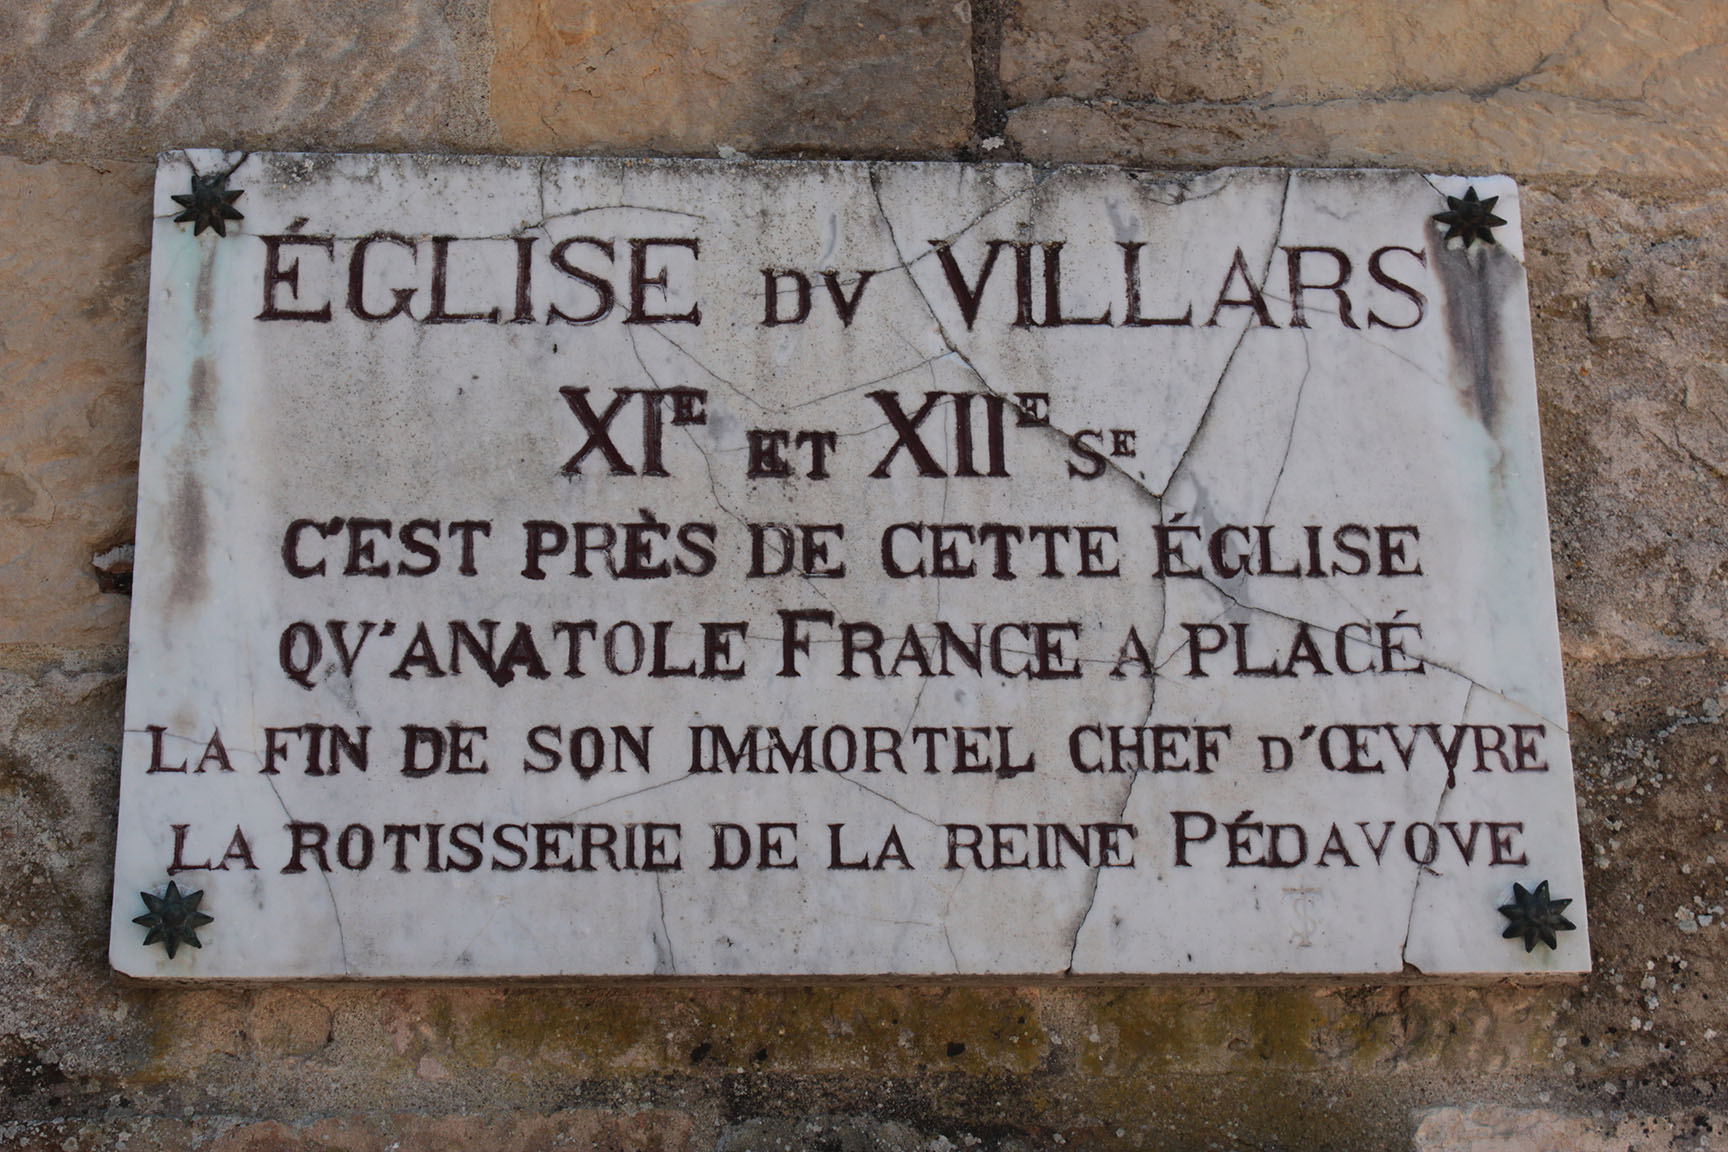 ÉGLISE DV VILLARS
XIE ET XIIE SE
C'EST PRÈS DE CETTE ÉGLISE
QV'ANATOLE FRANCE A PLACÉ
LA FIN DE SON IMMORTEL CHEF D'ŒVVRE
LA ROTISSERIE DE LA REINE PÉDAVQVE